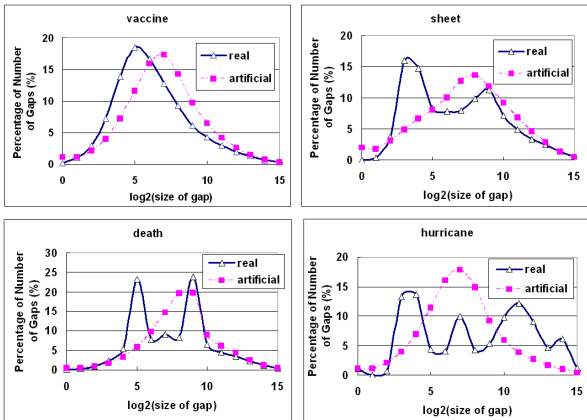 vaccine
Percentage of Number
of Gaps (%)
20
15
10
5
0
real
artificial
0
5
10
15
log2(size of gap)
sheet
Percentage of Number
of Gaps (%)
20
15
10
5
0
real
artificial
0
5
10
15
log2(size of gap)
death
Percentage of Number
of Gaps (%)
30
25
20
15
10
5
0
real
artificial
0
5
10
15
log2(size of gap)
hurricane
Percentage of Number
of Gaps (%)
20
15
10
5
0
real
artificial
0
5
10
15
log2(size of gap)